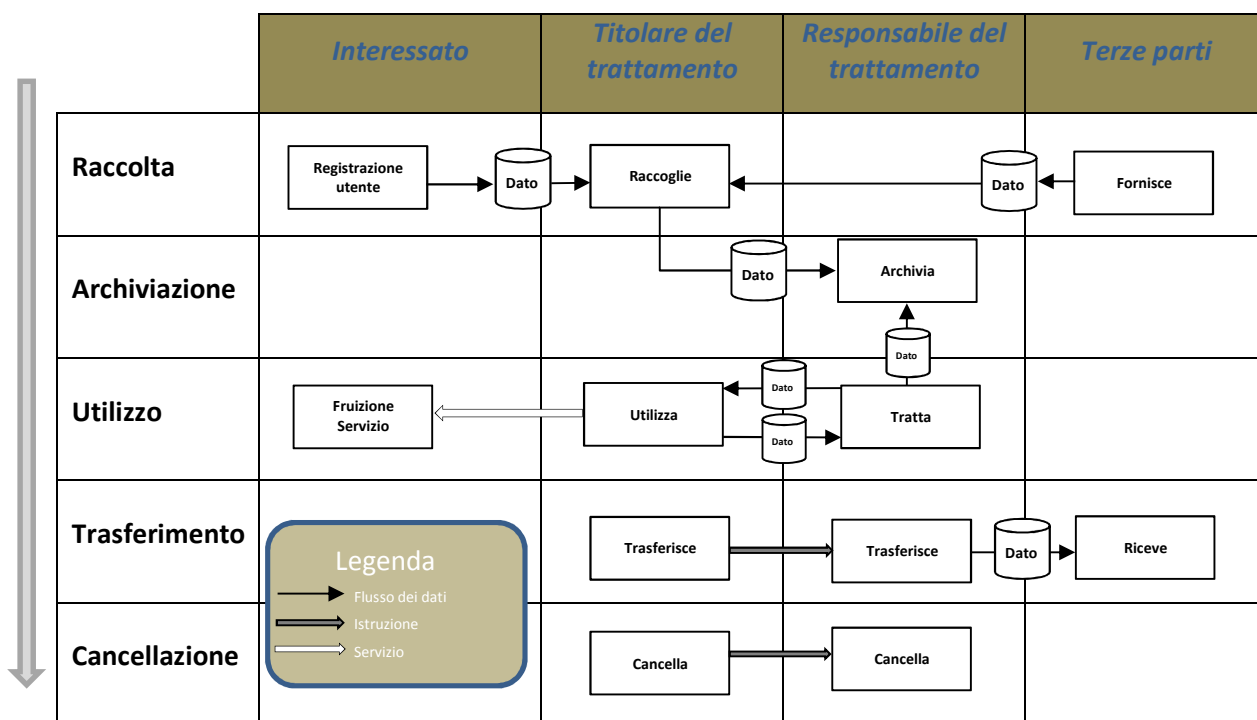 Interessato
Titolare del
trattamento
Responsabile del
trattamento
Terze parti
Raccolta
Registrazione
utente
Dato
Raccoglie
Dato
Fornisce
Archiviazione
Dato
Archivia
Dato
Utilizzo
Fruizione
Servizio
Utilizza
Dato
Dato
Tratta
Trasferimento
Trasferisce
Trasferisce
Dato
Riceve
Legenda
Flusso dei dati
Istruzione
Servizio
Cancellazione
Cancella
Cancella